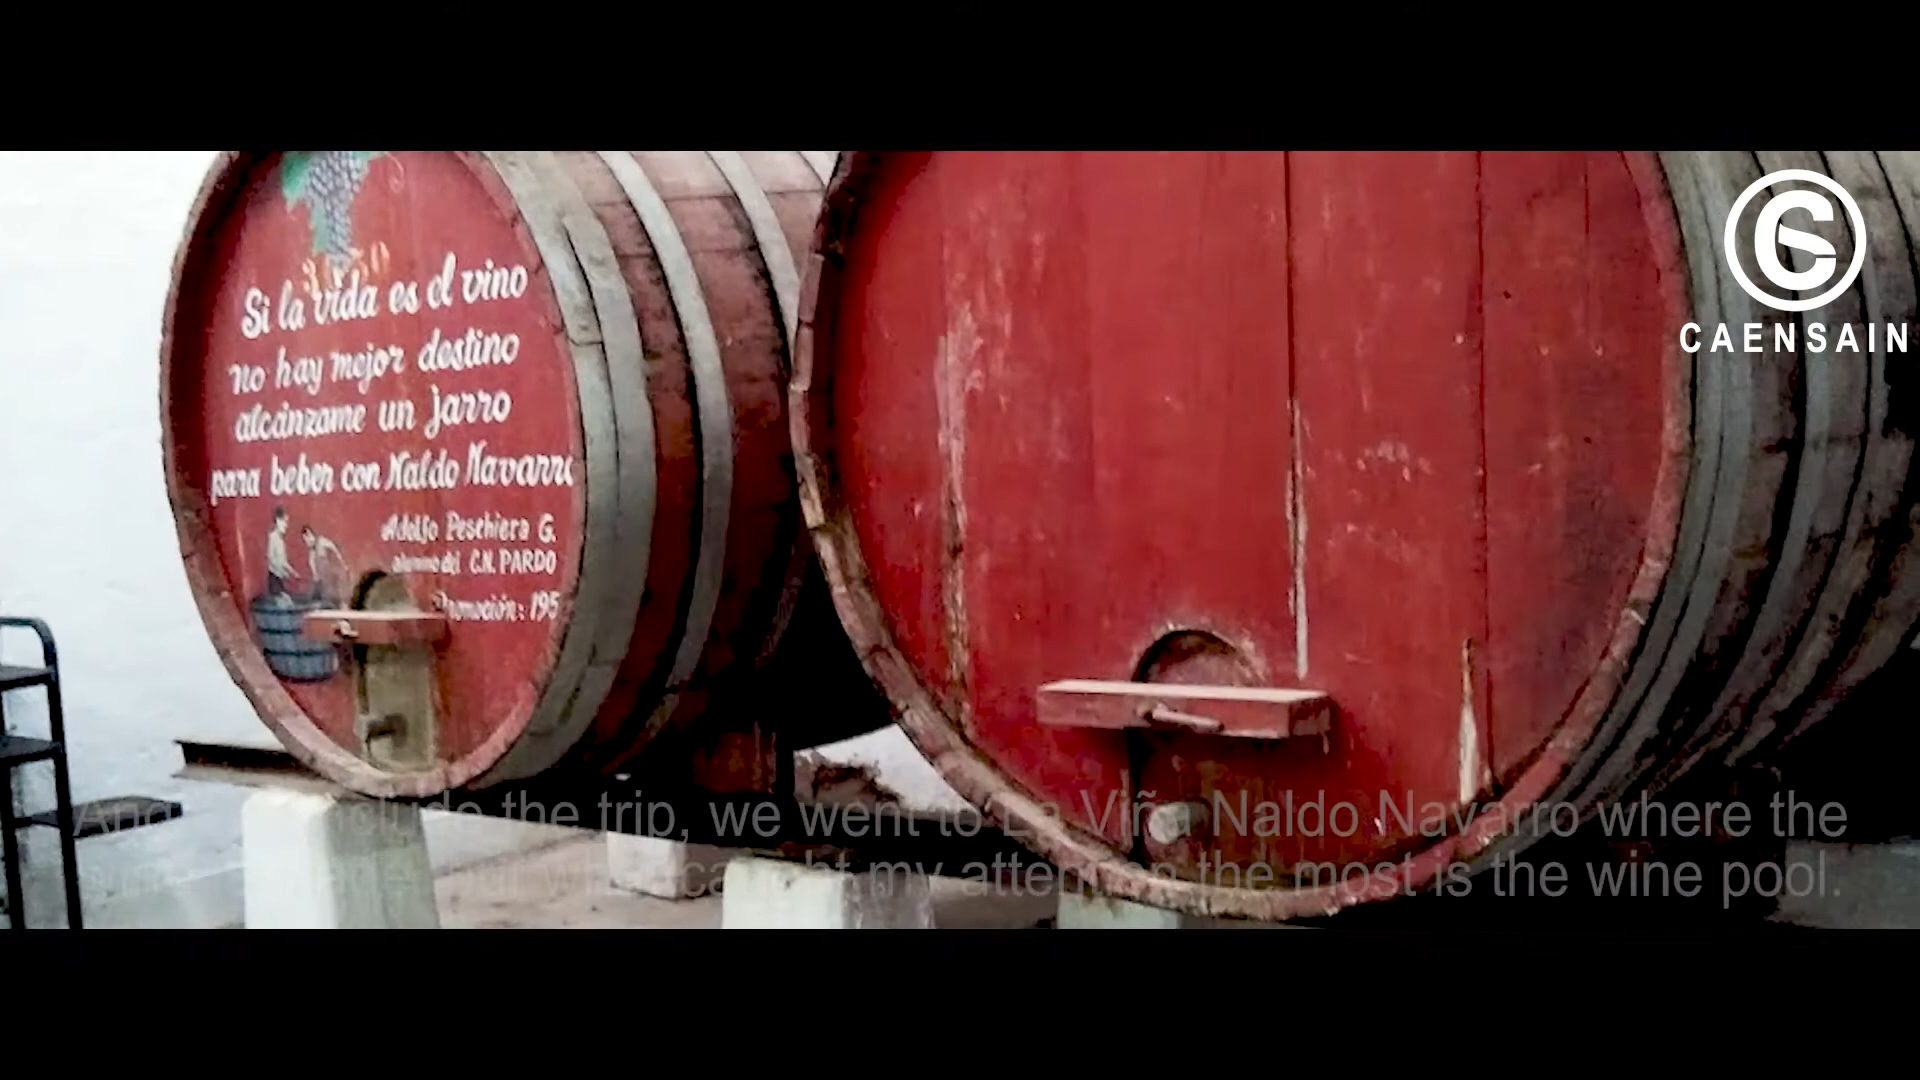 Si la vida es el vino
no hay mejor destino
alcánzame un jarro
para beber con Naldo Navarro
Adolfo Peschiera G.
alumno del C.N. PARDO
Promoción: 195
CS
CAENSAIN
the trip, we went to La Viña Naldo Navarro where the
my attention the most is the wine pool.